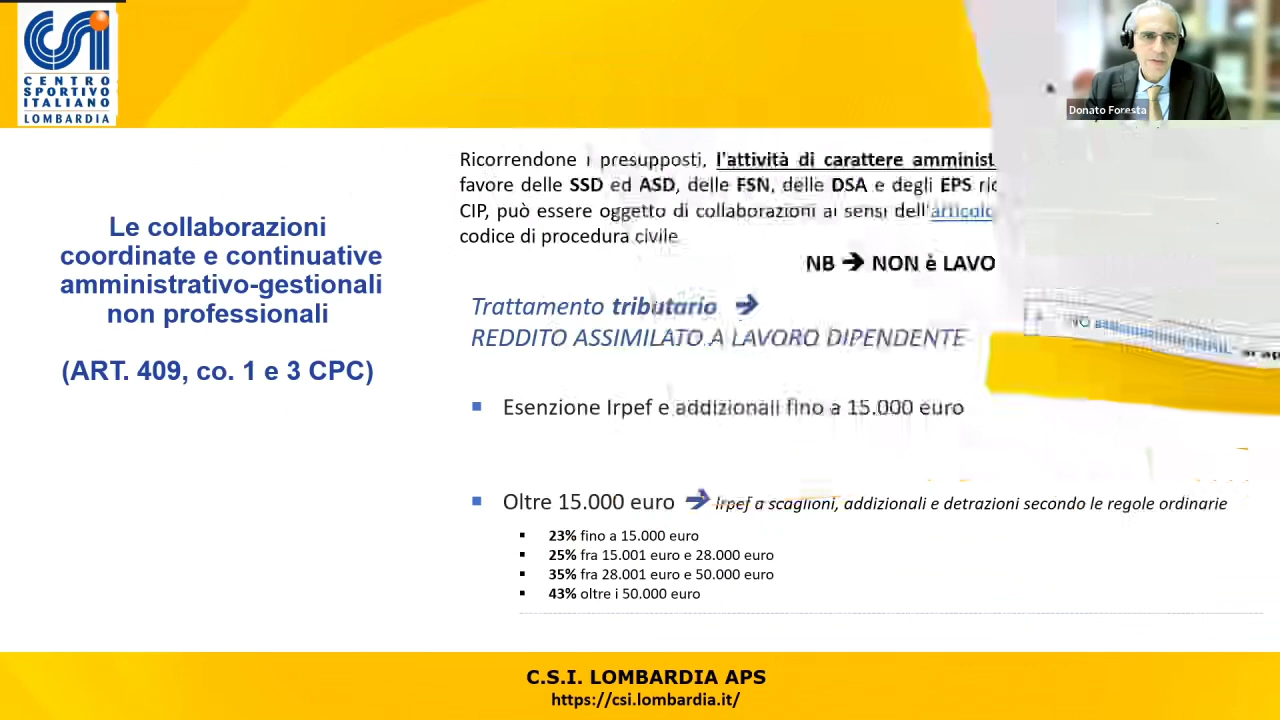 CENTRO
SPORTIVO
ITALIANO
LOMBARDIA
Donato Foresta
Le collaborazioni
coordinate e continuative
amministrativo-gestionali
non professionali
(ART. 409, co. 1 e 3 CPC)
Ricorrendone i presupposti, l'attività di carattere amminist
favore delle SSD ed ASD, delle FSN, delle DSA e degli EPS ric
CIP, può essere oggetto di collaborazioni ai sensi dell'articolo
codice di procedura civile
NB ➔ NON è LAVO
Trattamento tributario ➔
REDDITO ASSIMILATO A LAVORO DIPENDENTE
▪ Esenzione Irpef e addizionali fino a 15.000 euro
▪ Oltre 15.000 euro ➔ Irpef a scaglioni, addizionali e detrazioni secondo le regole ordinarie
▪ 23% fino a 15.000 euro
▪ 25% fra 15.001 euro e 28.000 euro
▪ 35% fra 28.001 euro e 50.000 euro
▪ 43% oltre i 50.000 euro
C.S.I. LOMBARDIA APS
https://csi.lombardia.it/